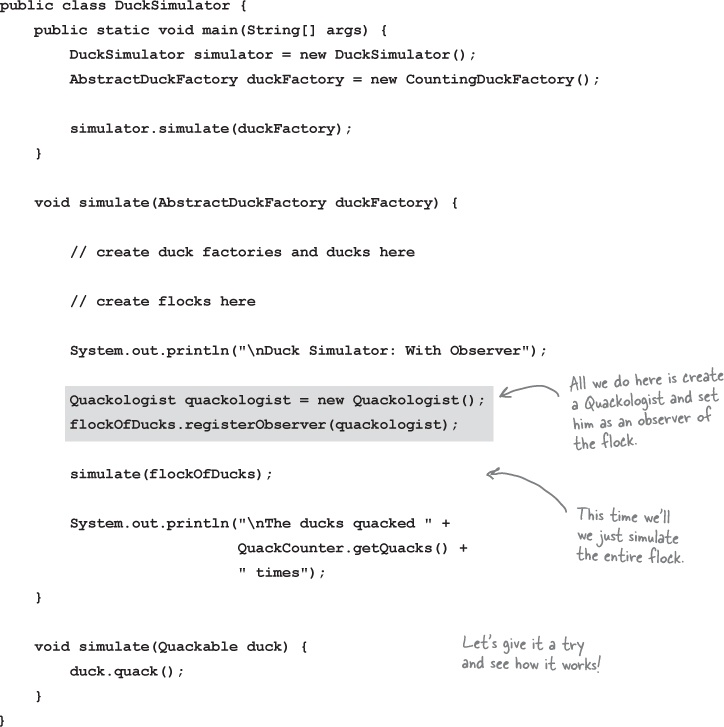 public class DuckSimulator {
public static void main(String[] args) {
DuckSimulator simulator = new DuckSimulator();
AbstractDuckFactory duckFactory = new CountingDuckFactory();
simulator.simulate(duckFactory);
}
void simulate(AbstractDuckFactory duckFactory) {
// create duck factories and ducks here
// create flocks here
System.out.println("\nDuck Simulator: With Observer");
Quackologist quackologist = new Quackologist();
flockOfDucks.registerObserver(quackologist);
All we do here is create
a Quackologist and set
him as an observer of
the flock.
simulate(flockOfDucks);
This time we'll
we just simulate
the entire flock.
System.out.println("\nThe ducks quacked " +
QuackCounter.getQuacks() +
" times");
}
void simulate(Quackable duck) {
duck.quack();
}
}
Let's give it a try
and see how it works!